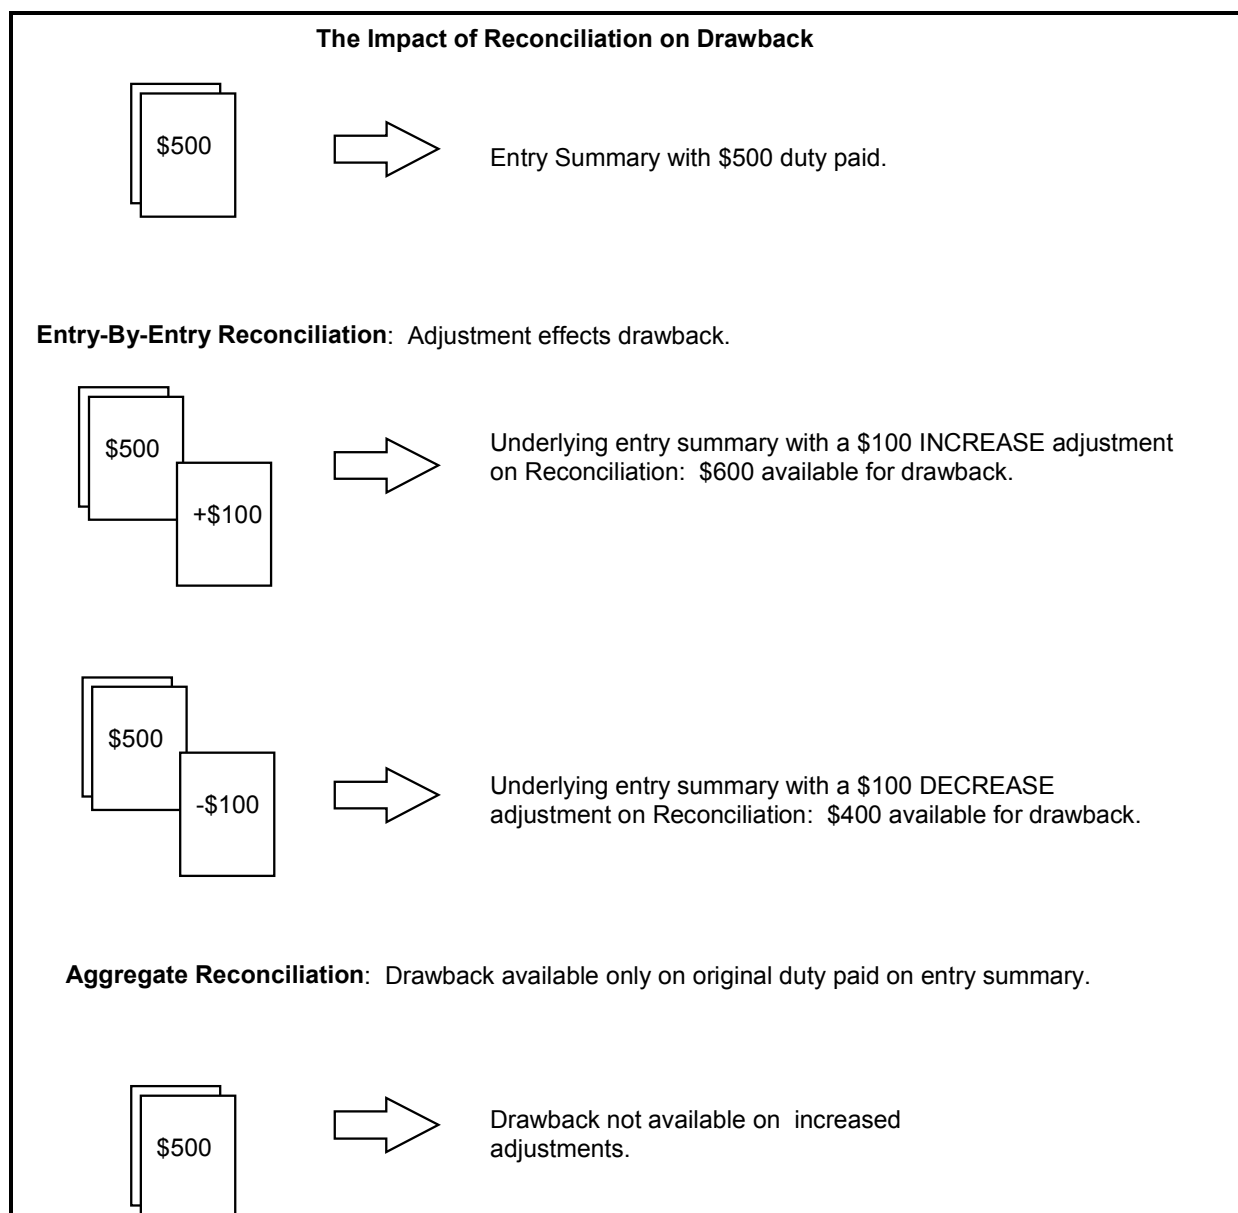 The Impact of Reconciliation on Drawback
$500
Entry Summary with $500 duty paid.
Entry-By-Entry Reconciliation:  Adjustment effects drawback.
$500
+$100
Underlying entry summary with a $100 INCREASE adjustment
on Reconciliation:  $600 available for drawback.
$500
-$100
Underlying entry summary with a $100 DECREASE
adjustment on Reconciliation:  $400 available for drawback.
Aggregate Reconciliation:  Drawback available only on original duty paid on entry summary.
$500
Drawback not available on  increased
adjustments.